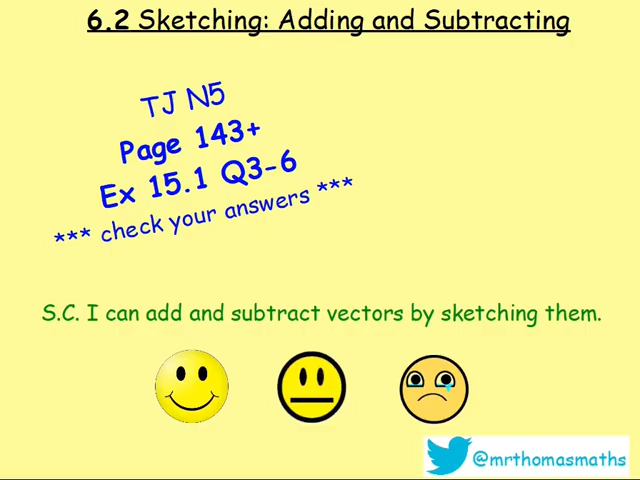 6.2 Sketching: Adding and Subtracting
TJ N5
Page 143+
Ex 15.1 Q3-6
*** check your answers ***
S.C. I can add and subtract vectors by sketching them.
@mrthomasmaths